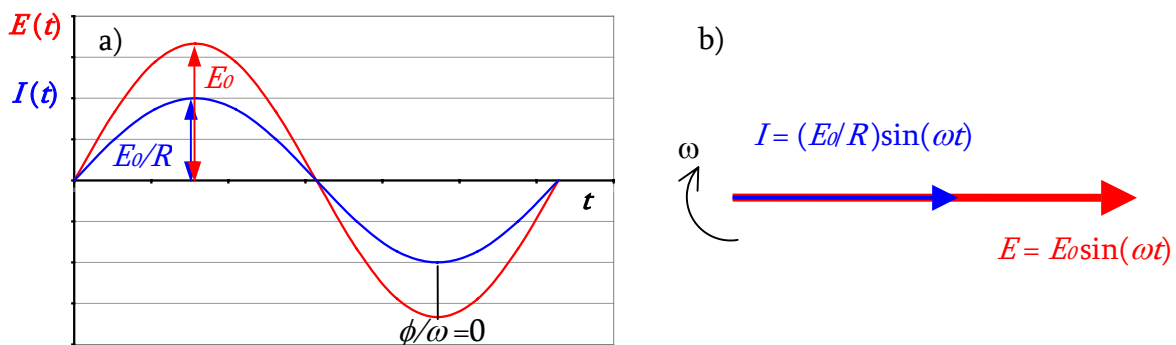 E(t)
a)
b)
E₀
I(t)
E₀/R
I = (E₀/R)sin(ωt)
ω
t
E = E₀sin(ωt)
ϕ/ω =0